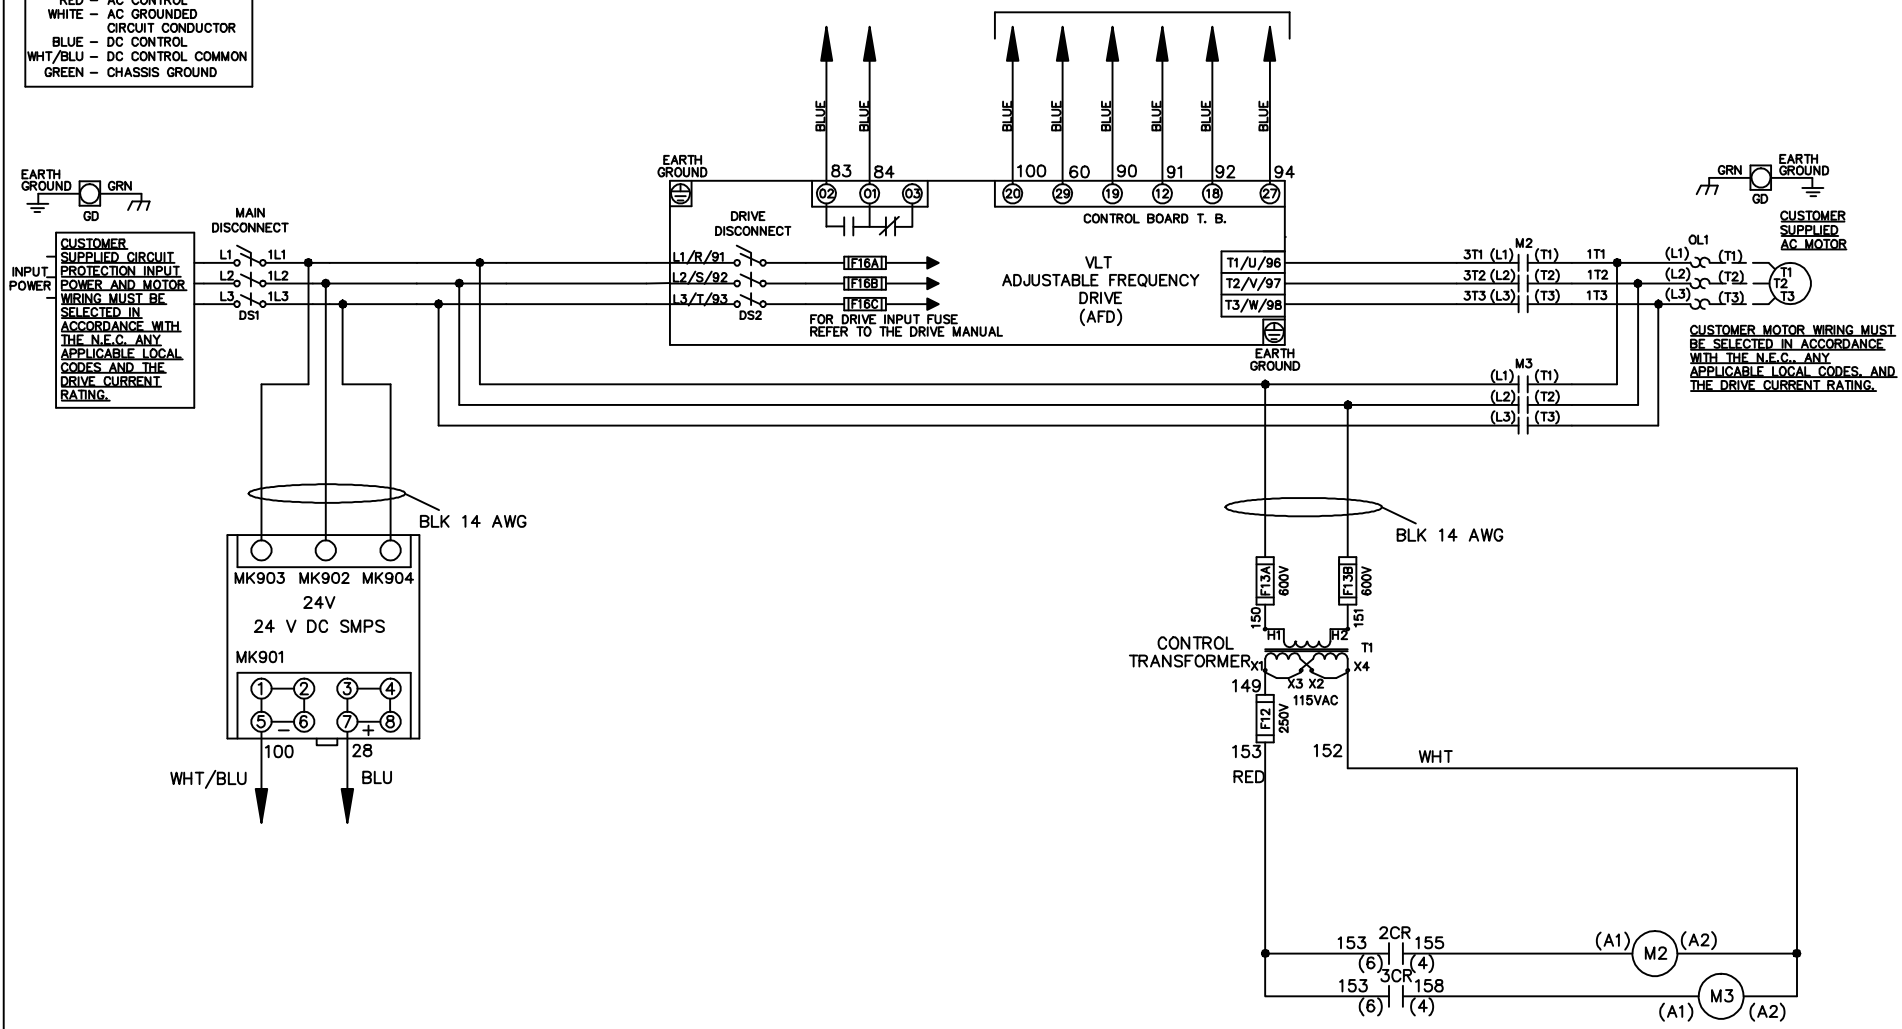 RED - AC CONTROL
WHITE - AC GROUNDED
CIRCUIT CONDUCTOR
BLUE - DC CONTROL
WHT/BLU - DC CONTROL COMMON
GREEN - CHASSIS GROUND
EARTH
GROUND
GRN
GD
INPUT
POWER
CUSTOMER
SUPPLIED CIRCUIT
PROTECTION INPUT
POWER AND MOTOR
WIRING MUST BE
SELECTED IN
ACCORDANCE WITH
THE N.E.C. ANY
APPLICABLE LOCAL
CODES AND THE
DRIVE CURRENT
RATING.
MAIN
DISCONNECT
L1 1L1
L2 1L2
L3 1L3
DS1
BLUE BLUE BLUE BLUE BLUE BLUE BLUE BLUE
83 84 100 60 90 91 92 94
EARTH
GROUND
02 01 03 20 29 19 12 18 27
CONTROL BOARD T. B.
DRIVE
DISCONNECT
L1/R/91
L2/S/92
L3/T/93
DS2
F16A
F16B
F16C
FOR DRIVE INPUT FUSE
REFER TO THE DRIVE MANUAL
VLT
ADJUSTABLE FREQUENCY
DRIVE
(AFD)
T1/U/96
T2/V/97
T3/W/98
EARTH
GROUND
M2
3T1 (L1) (T1) 1T1
3T2 (L2) (T2) 1T2
3T3 (L3) (T3) 1T3
M3
(L1) (T1)
(L2) (T2)
(L3) (T3)
GRN
EARTH
GROUND
GD
CUSTOMER
SUPPLIED
AC MOTOR
OL1
(L1) (T1)
(L2) (T2)
(L3) (T3)
T1
T2
T3
CUSTOMER MOTOR WIRING MUST
BE SELECTED IN ACCORDANCE
WITH THE N.E.C., ANY
APPLICABLE LOCAL CODES, AND
THE DRIVE CURRENT RATING.
BLK 14 AWG
MK903 MK902 MK904
24V
24 V DC SMPS
MK901
1 2 3 4
5 6 7 8
- +
100 28
WHT/BLU BLU
BLK 14 AWG
F13A 600V
F13B 600V
150 151
H1 H2
T1
CONTROL
TRANSFORMER
X1 X4
X3 X2
149
115VAC
F12 250V
153 152
RED
WHT
2CR
153 155
(6) (4)
(A1) M2 (A2)
3CR
153 158
(6) (4)
(A1) M3 (A2)